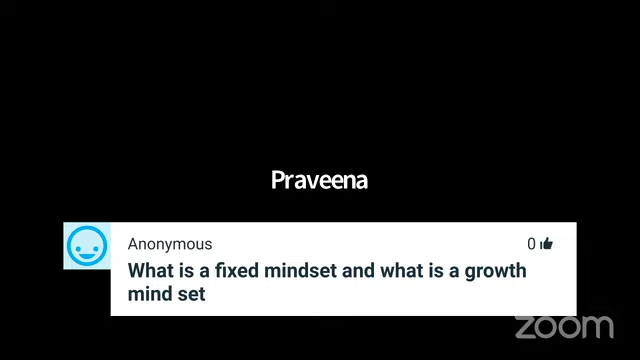 Praveena
Anonymous 0
What is a fixed mindset and what is a growth
mind set
zoom